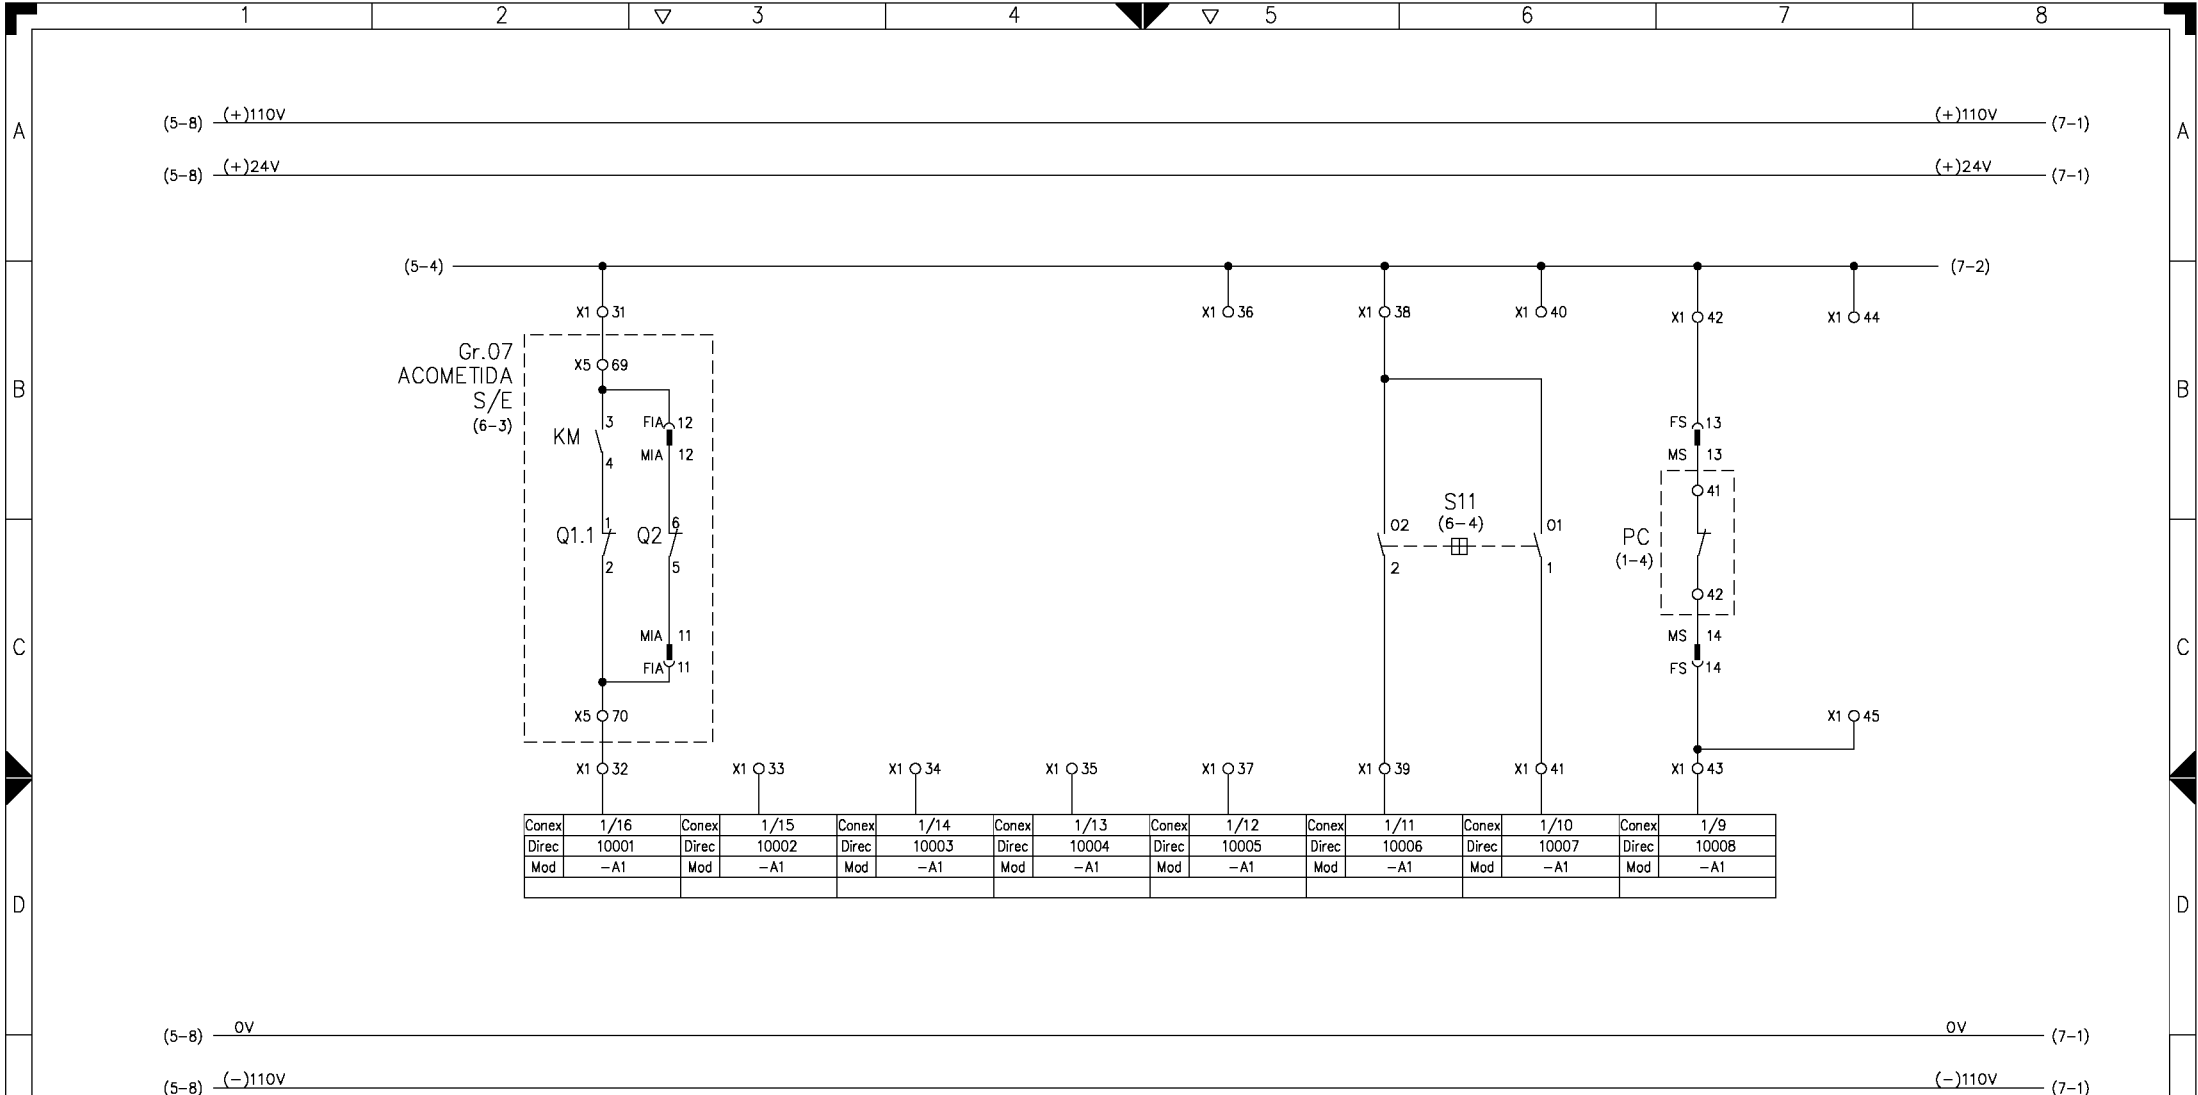 1 2 3 4 5 6 7 8
A A
(5-8) (+)110V (+)110V (7-1)
(5-8) (+)24V (+)24V (7-1)
(5-4) (7-2)
X1 31 X1 36 X1 38 X1 40 X1 42 X1 44
Gr.07
ACOMETIDA
S/E
(6-3)
X5 69
B B
3 FIA 12 FS 13
KM
4 MIA 12 MS 13
41
S11
(6-4)
1 6 02 01
Q1.1 Q2 PC
(1-4)
2 5 2 1
42
MIA 11 MS 14
C C
FIA 11 FS 14
X5 70 X1 45
X1 32 X1 33 X1 34 X1 35 X1 37 X1 39 X1 41 X1 43
Conex 1/16 Conex 1/15 Conex 1/14 Conex 1/13 Conex 1/12 Conex 1/11 Conex 1/10 Conex 1/9
Direc 10001 Direc 10002 Direc 10003 Direc 10004 Direc 10005 Direc 10006 Direc 10007 Direc 10008
Mod -A1 Mod -A1 Mod -A1 Mod -A1 Mod -A1 Mod -A1 Mod -A1 Mod -A1
D D
(5-8) 0V 0V (7-1)
(5-8) (-)110V (-)110V (7-1)